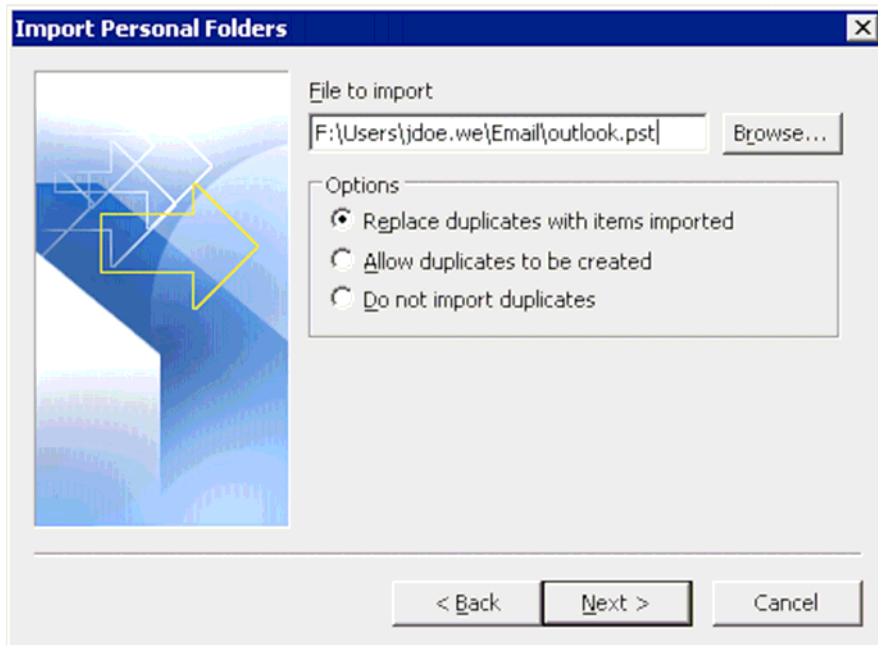 Import Personal Folders
File to import
F:\Users\jdoe.we\Email\outlook.pst
Browse...
Options
Replace duplicates with items imported
Allow duplicates to be created
Do not import duplicates
< Back
Next >
Cancel